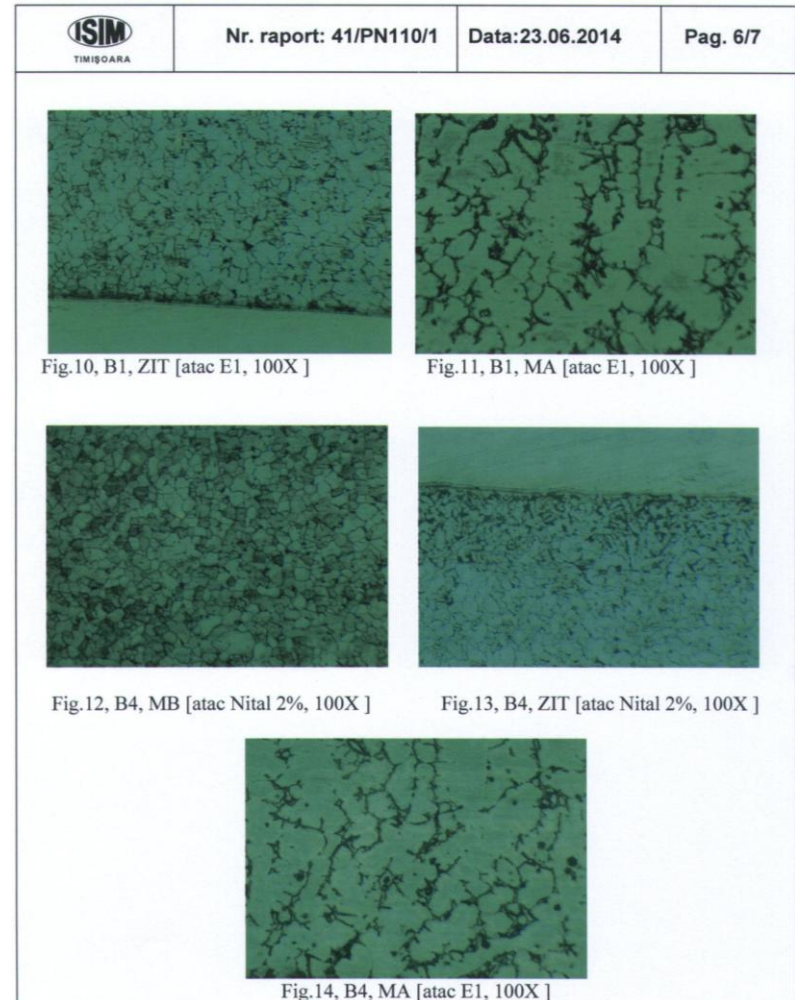 ISIM
TIMIŞOARA
Nr. raport: 41/PN110/1
Data:23.06.2014
Pag. 6/7
Fig.10, B1, ZIT [atac E1, 100X ]
Fig.11, B1, MA [atac E1, 100X ]
Fig.12, B4, MB [atac Nital 2%, 100X ]
Fig.13, B4, ZIT [atac Nital 2%, 100X ]
Fig.14, B4, MA [atac E1, 100X ]